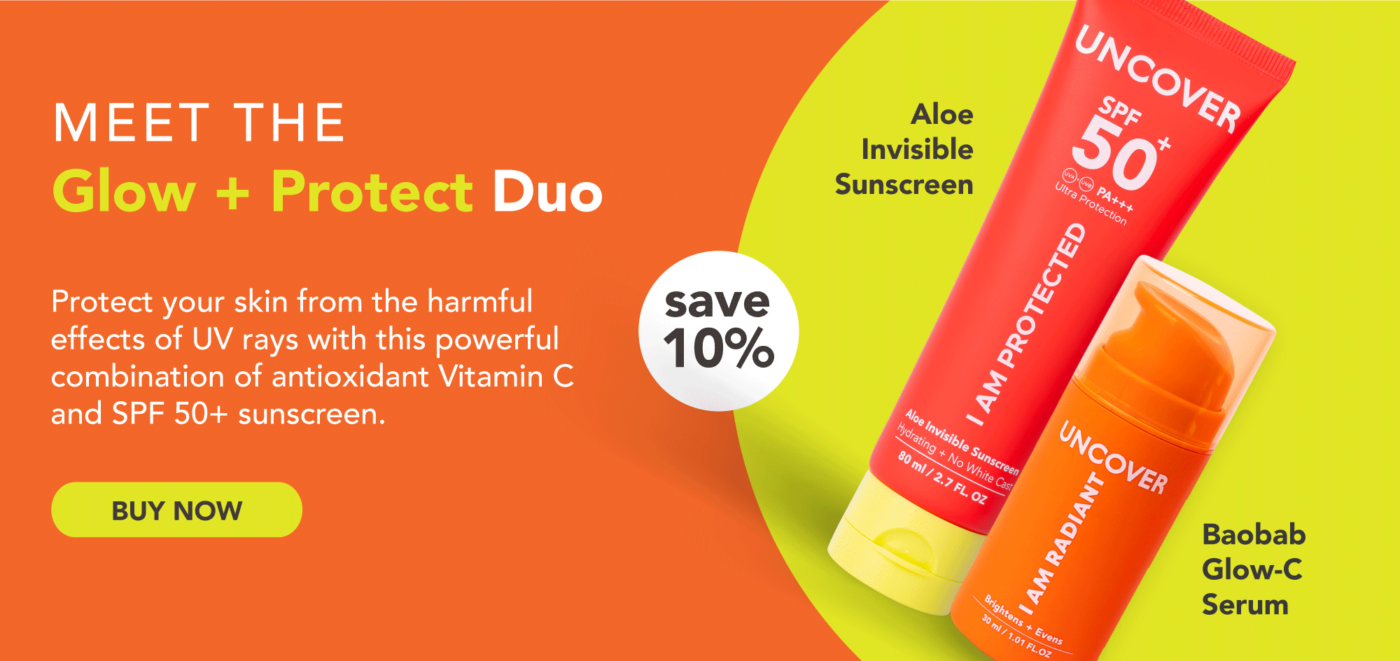 MEET THE
Glow + Protect Duo
Protect your skin from the harmful
effects of UV rays with this powerful
combination of antioxidant Vitamin C
and SPF 50+ sunscreen.
BUY NOW
save
10%
Aloe
Invisible
Sunscreen
UNCOVER
SPF
50+
UVA UVB PA+++
Ultra Protection
I AM PROTECTED
Aloe Invisible Sunscreen
Hydrating + No White Cast
80 ml / 2.7 FL. OZ
UNCOVER
I AM RADIANT
Brightens + Evens
30 ml / 1.01 FL.OZ
Baobab
Glow-C
Serum